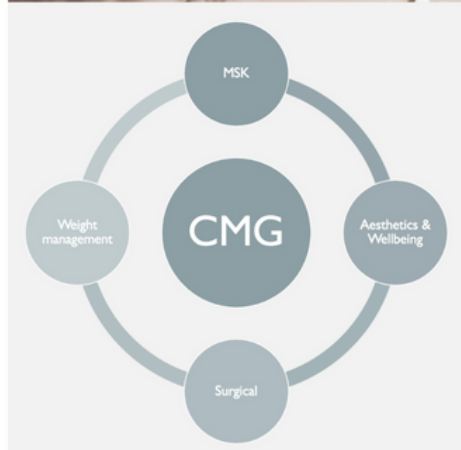 MSK
Weight
management
CMG
Aesthetics &
Wellbeing
Surgical